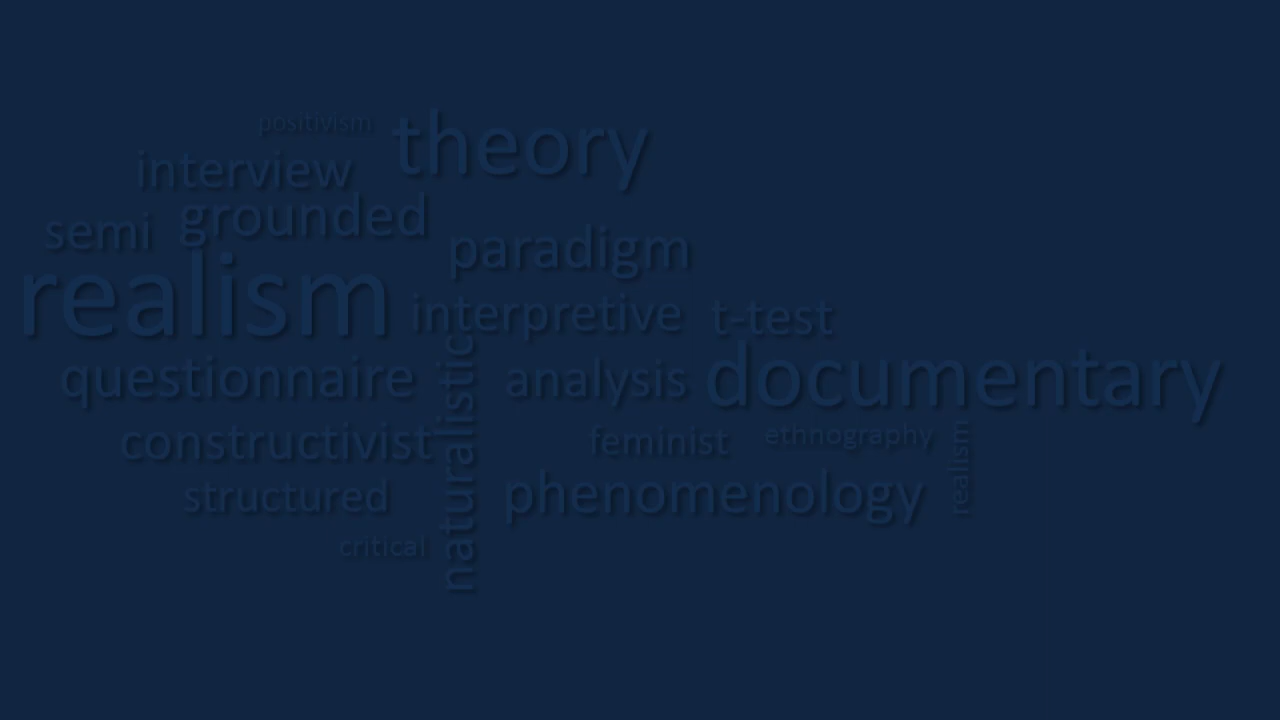 positivism
theory
interview
grounded
semi
paradigm
realism
interpretive
t-test
questionnaire
naturalistic
analysis
documentary
constructivist
feminist
ethnography
realism
structured
phenomenology
critical